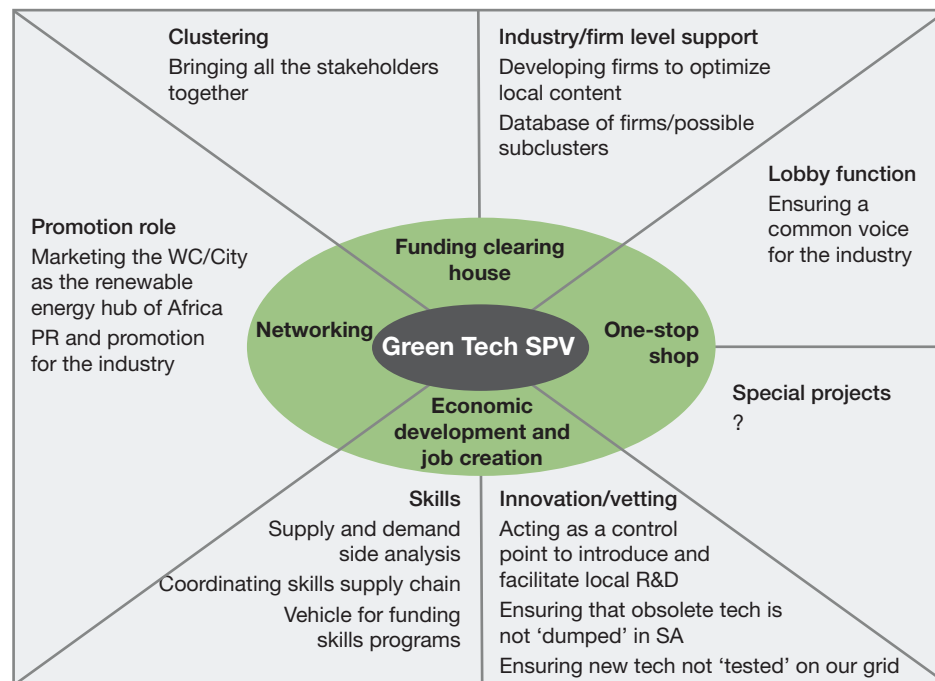 Clustering
Bringing all the stakeholders
together
Industry/firm level support
Developing firms to optimize
local content
Database of firms/possible
subclusters
Lobby function
Ensuring a
common voice
for the industry
Promotion role
Marketing the WC/City
as the renewable
energy hub of Africa
PR and promotion
for the industry
Funding clearing
house
Networking
Green Tech SPV
One-stop
shop
Economic
development and
job creation
Special projects
?
Skills
Supply and demand
side analysis
Coordinating skills supply chain
Vehicle for funding
skills programs
Innovation/vetting
Acting as a control
point to introduce and
facilitate local R&D
Ensuring that obsolete tech is
not ‘dumped’ in SA
Ensuring new tech not ‘tested’ on our grid